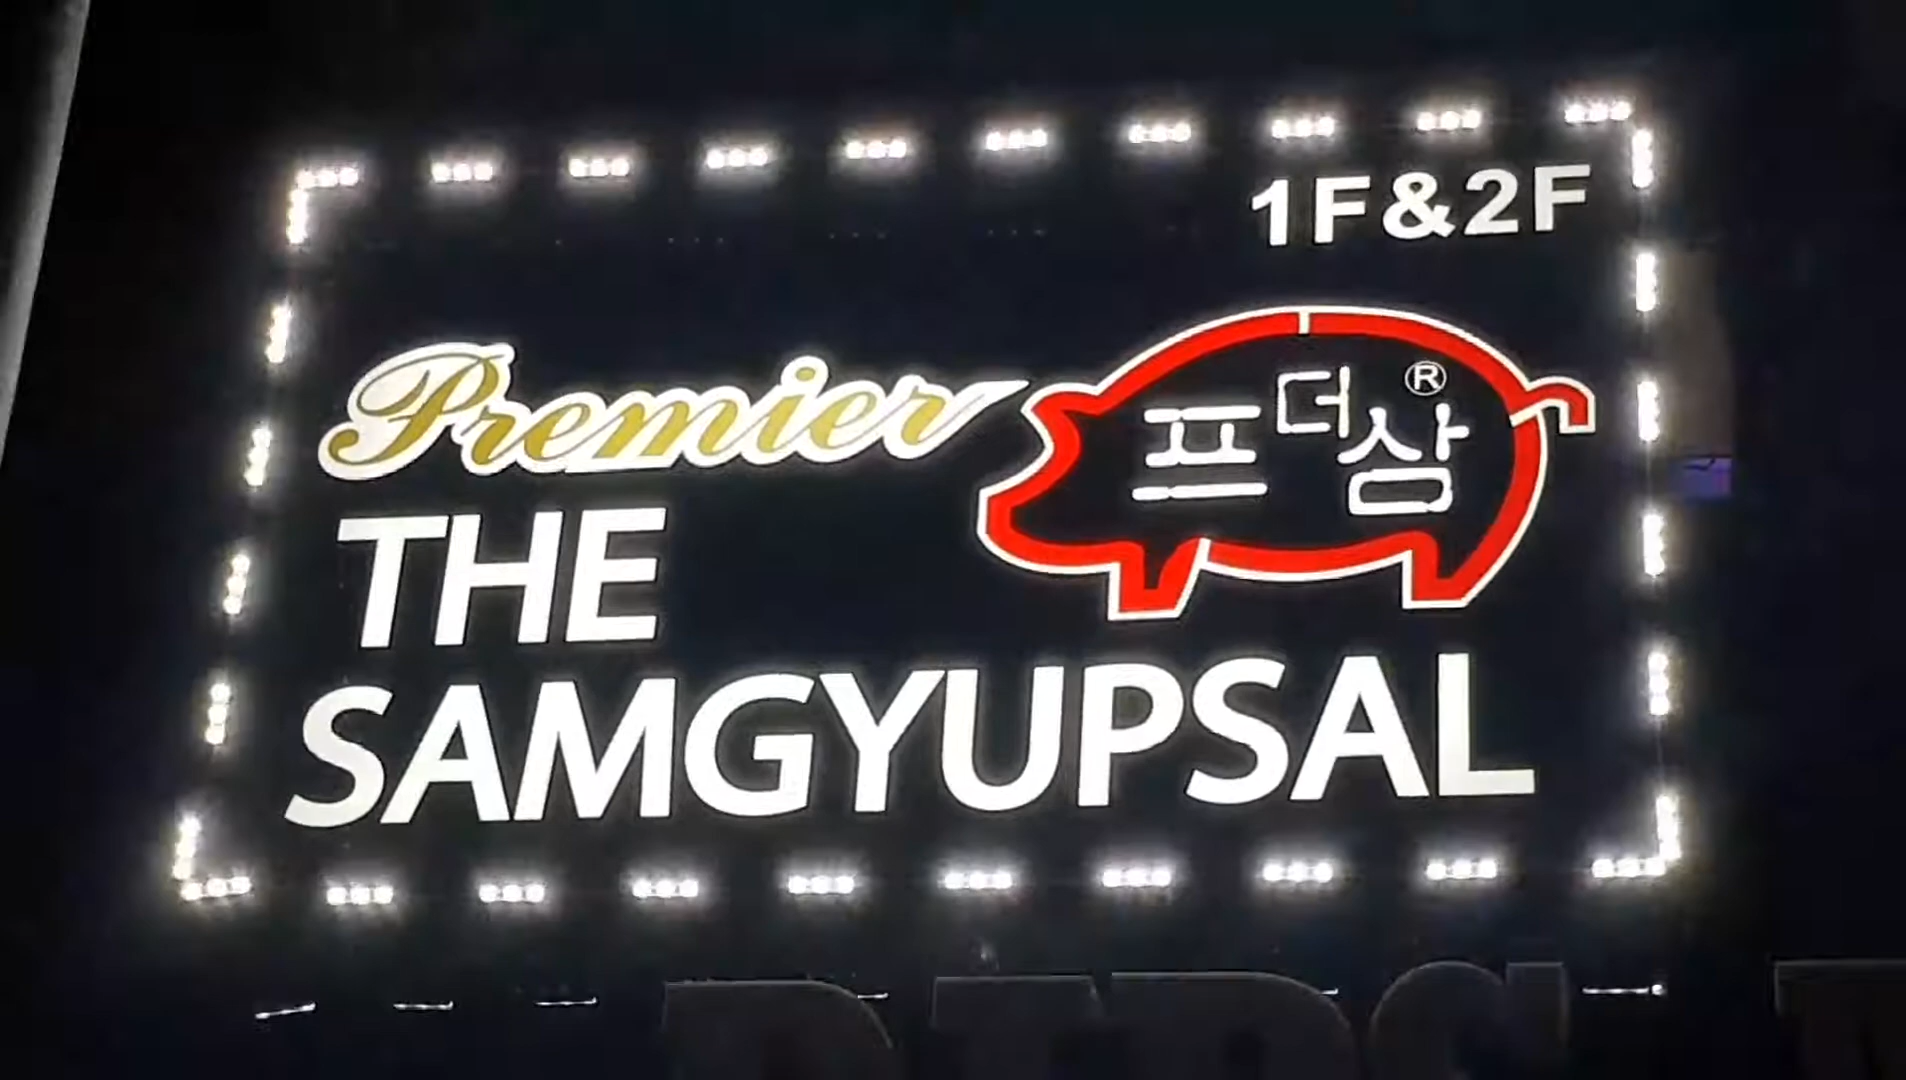 1F&2F
Premier
프더삼®
THE
SAMGYUPSAL